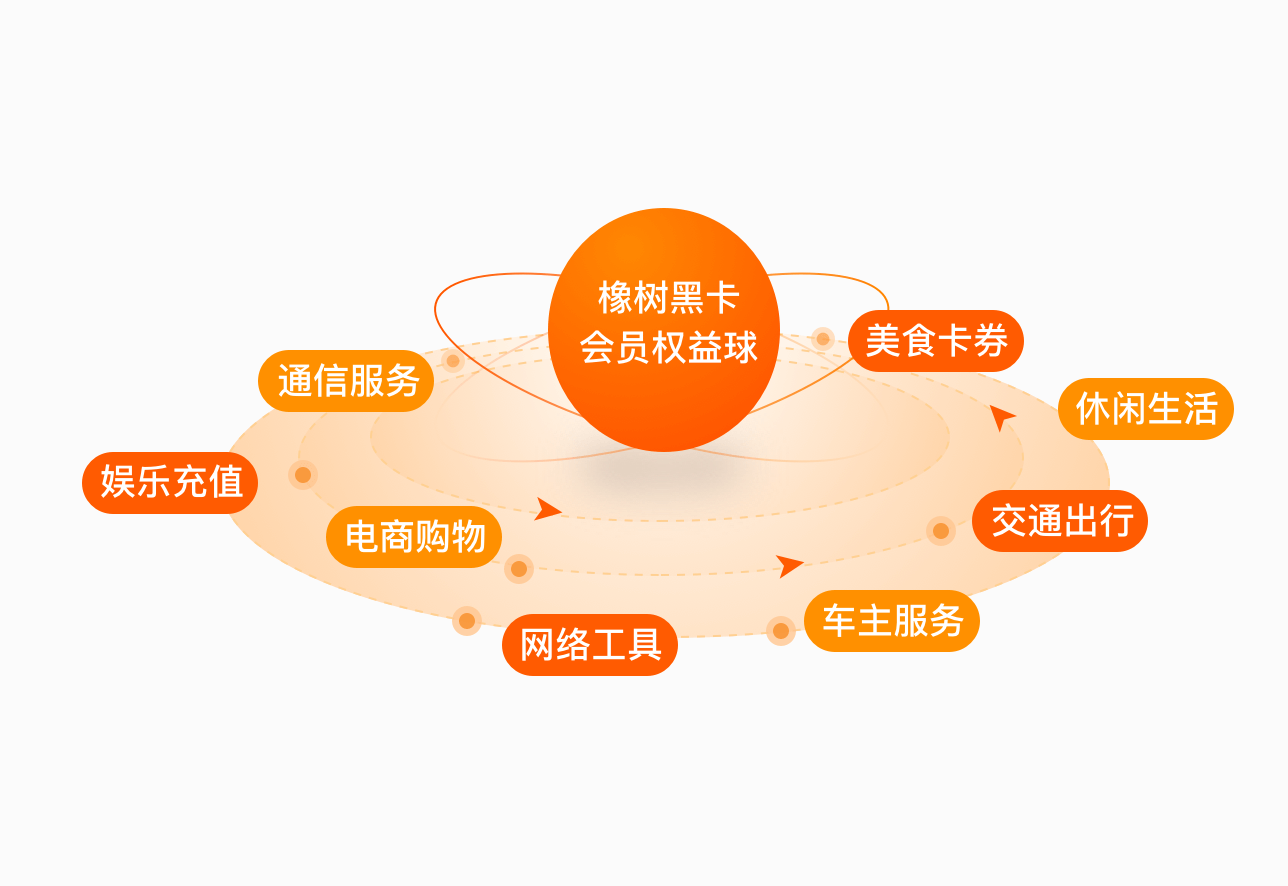 橡树黑卡
会员权益球
美食卡券
通信服务
休闲生活
娱乐充值
交通出行
电商购物
车主服务
网络工具